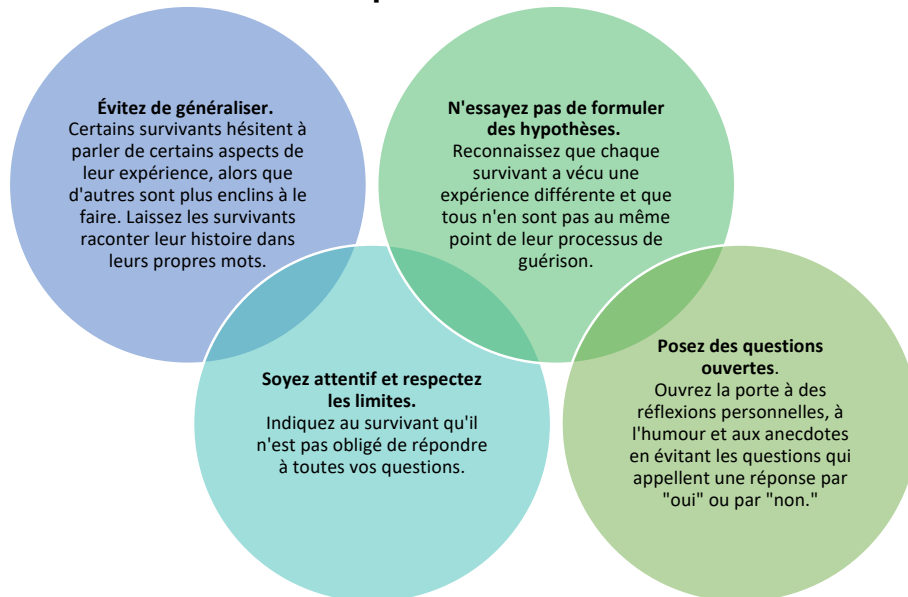 Évitez de généraliser.
Certains survivants hésitent à
parler de certains aspects de
leur expérience, alors que
d'autres sont plus enclins à le
faire. Laissez les survivants
raconter leur histoire dans
leurs propres mots.
N'essayez pas de formuler
des hypothèses.
Reconnaissez que chaque
survivant a vécu une
expérience différente et que
tous n'en sont pas au même
point de leur processus de
guérison.
Soyez attentif et respectez
les limites.
Indiquez au survivant qu'il
n'est pas obligé de répondre
à toutes vos questions.
Posez des questions
ouvertes.
Ouvrez la porte à des
réflexions personnelles, à
l'humour et aux anecdotes
en évitant les questions qui
appellent une réponse par
"oui" ou par "non."